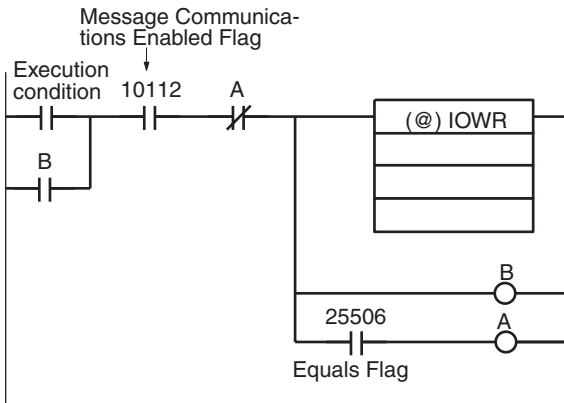 Message Communica-
tions Enabled Flag
Execution
condition
10112
A
(@) IOWR
B
B
25506
A
Equals Flag